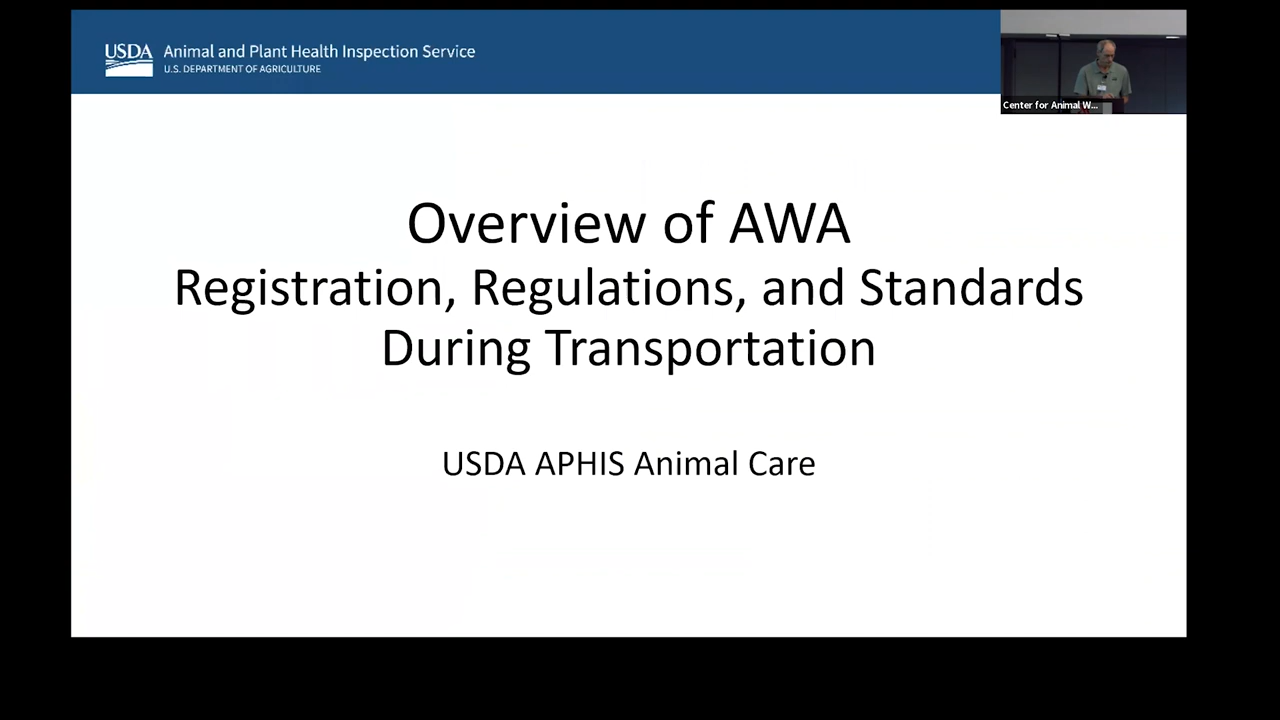 USDA Animal and Plant Health Inspection Service
U.S. DEPARTMENT OF AGRICULTURE
Center for Animal W...
Overview of AWA
Registration, Regulations, and Standards
During Transportation
USDA APHIS Animal Care